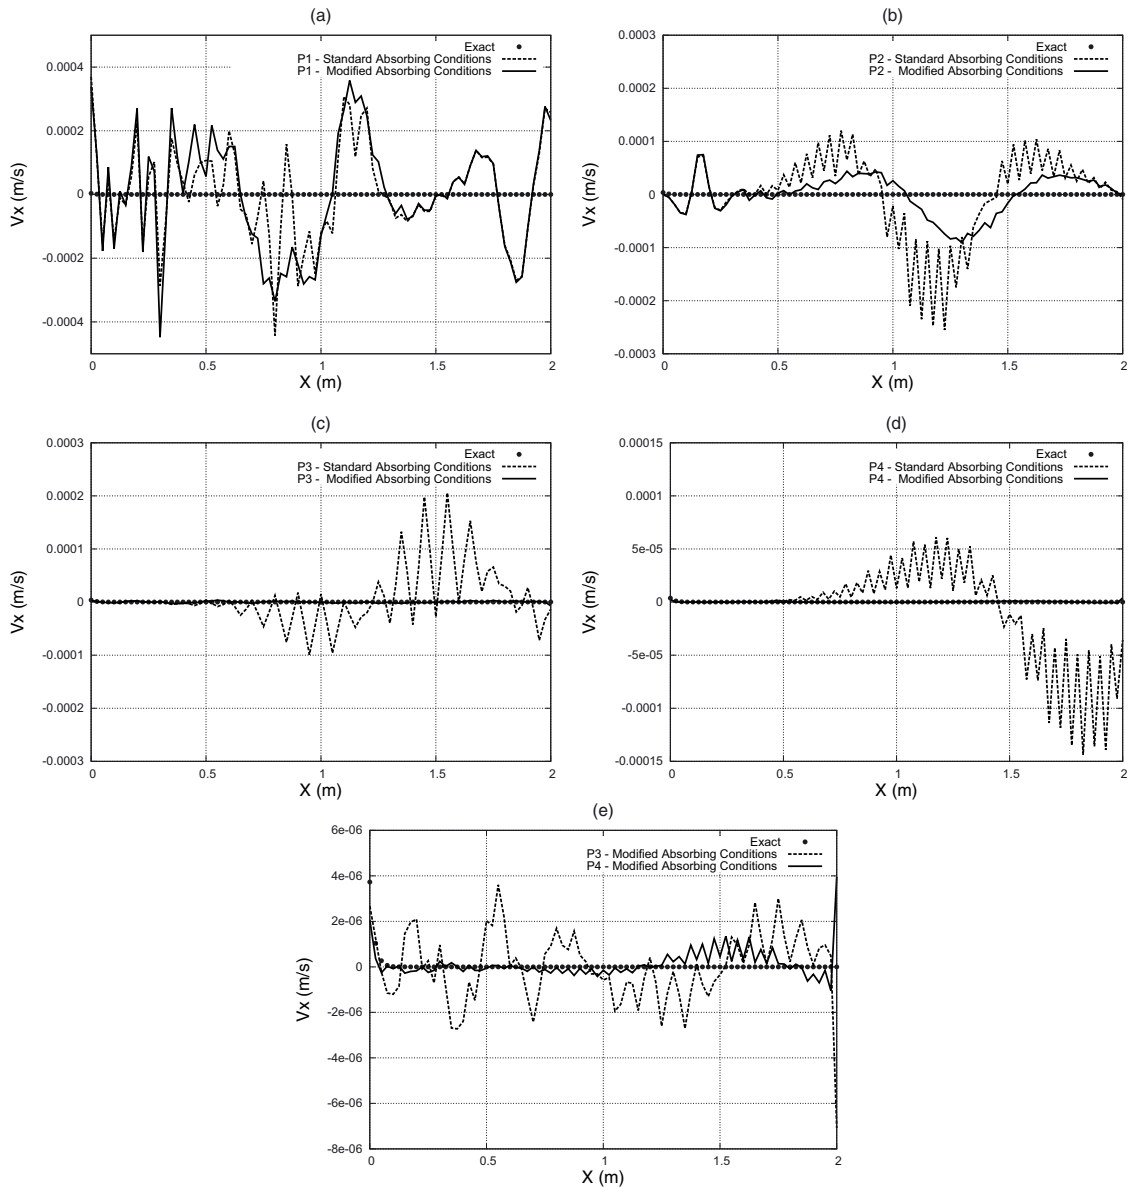 (a)
0.0004
0.0002
0
-0.0002
-0.0004
Vx (m/s)
Exact
P1 - Standard Absorbing Conditions
P1 - Modified Absorbing Conditions
0 0.5 1 1.5 2
X (m)
(b)
0.0003
0.0002
0.0001
0
-0.0001
-0.0002
-0.0003
Vx (m/s)
Exact
P2 - Standard Absorbing Conditions
P2 - Modified Absorbing Conditions
0 0.5 1 1.5 2
X (m)
(c)
0.0003
0.0002
0.0001
0
-0.0001
-0.0002
-0.0003
Vx (m/s)
Exact
P3 - Standard Absorbing Conditions
P3 - Modified Absorbing Conditions
0 0.5 1 1.5 2
X (m)
(d)
0.00015
0.0001
5e-05
0
-5e-05
-0.0001
-0.00015
Vx (m/s)
Exact
P4 - Standard Absorbing Conditions
P4 - Modified Absorbing Conditions
0 0.5 1 1.5 2
X (m)
(e)
6e-06
4e-06
2e-06
0
-2e-06
-4e-06
-6e-06
-8e-06
Vx (m/s)
Exact
P3 - Modified Absorbing Conditions
P4 - Modified Absorbing Conditions
0 0.5 1 1.5 2
X (m)